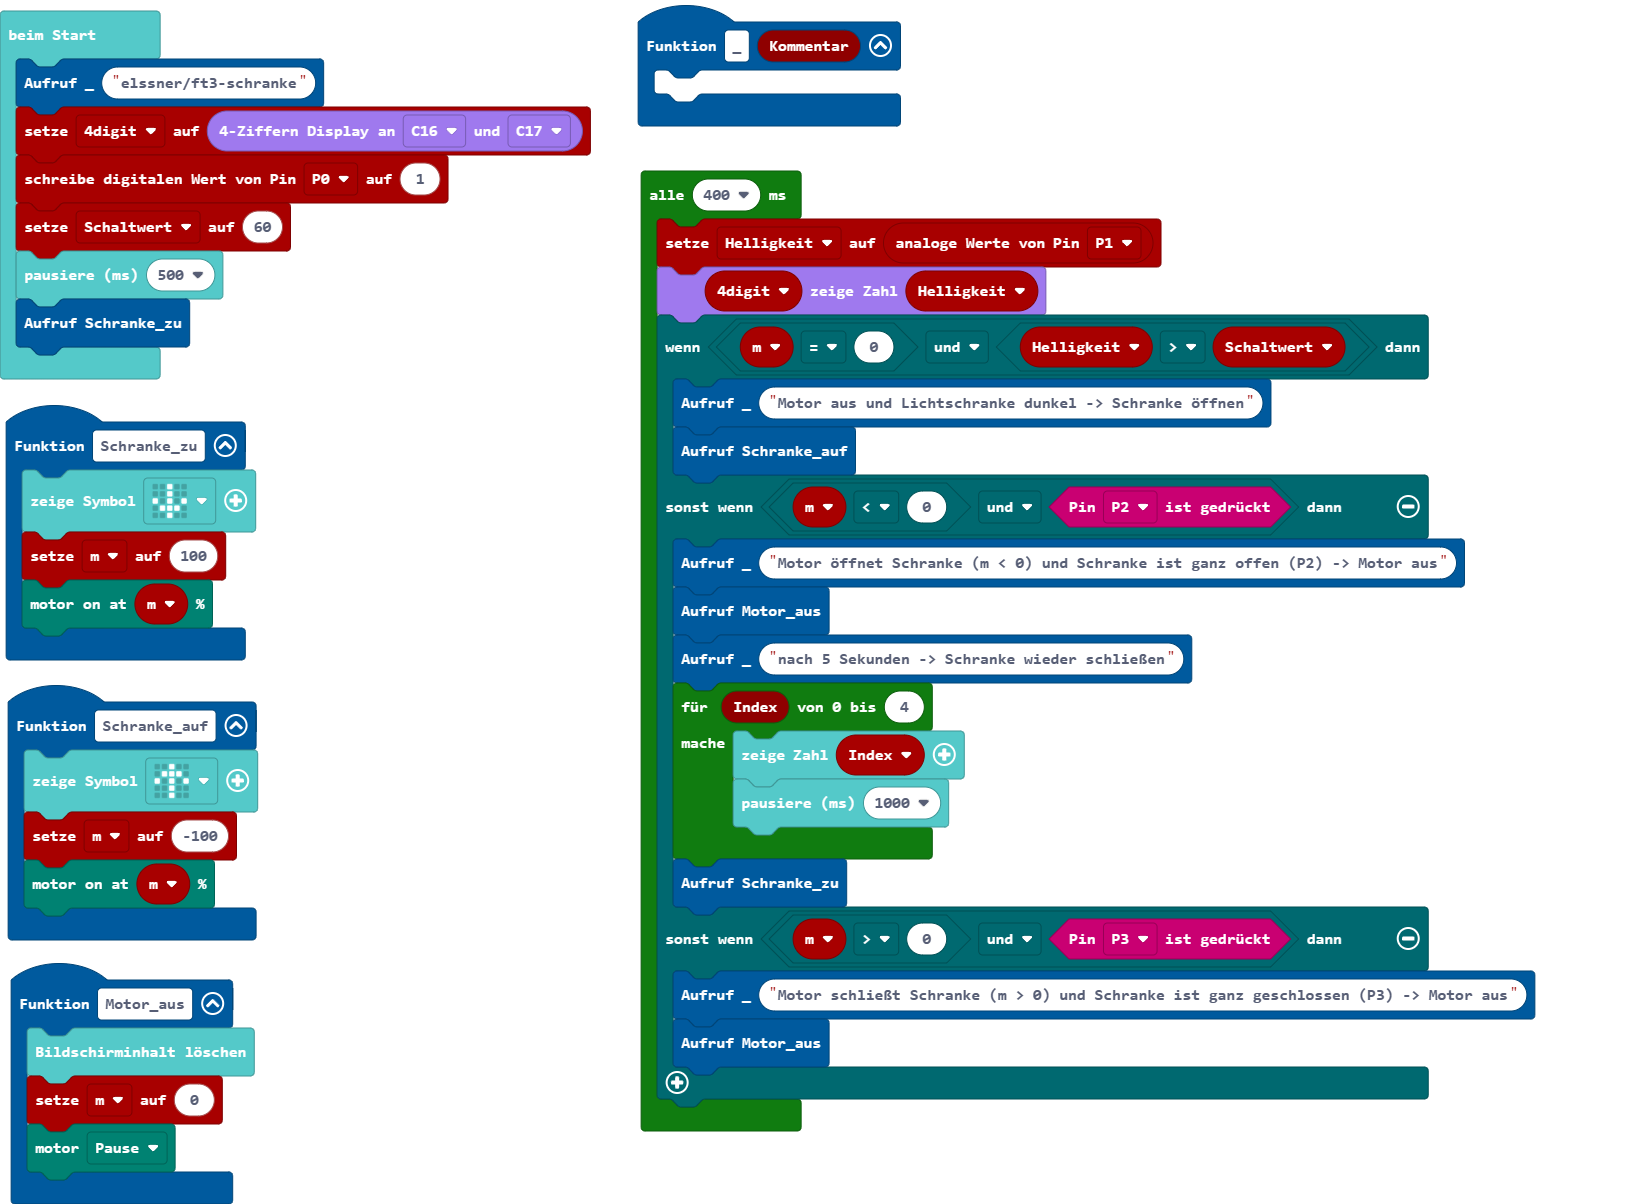 beim Start
Aufruf _ "elssner/ft3-schranke"
setze 4digit auf 4-Ziffern Display an C16 und C17
schreibe digitalen Wert von Pin P0 auf 1
setze Schaltwert auf 60
pausiere (ms) 500
Aufruf Schranke_zu
Funktion Schranke_zu
zeige Symbol
setze m auf 100
motor on at m %
Funktion Schranke_auf
zeige Symbol
setze m auf -100
motor on at m %
Funktion Motor_aus
Bildschirminhalt löschen
setze m auf 0
motor Pause
Funktion _ Kommentar
alle 400 ms
setze Helligkeit auf analoge Werte von Pin P1
4digit zeige Zahl Helligkeit
wenn m = 0 und Helligkeit > Schaltwert dann
Aufruf _ "Motor aus und Lichtschranke dunkel -> Schranke öffnen"
Aufruf Schranke_auf
sonst wenn m < 0 und Pin P2 ist gedrückt dann
Aufruf _ "Motor öffnet Schranke (m < 0) und Schranke ist ganz offen (P2) -> Motor aus"
Aufruf Motor_aus
Aufruf _ "nach 5 Sekunden -> Schranke wieder schließen"
für Index von 0 bis 4
mache
zeige Zahl Index
pausiere (ms) 1000
Aufruf Schranke_zu
sonst wenn m > 0 und Pin P3 ist gedrückt dann
Aufruf _ "Motor schließt Schranke (m > 0) und Schranke ist ganz geschlossen (P3) -> Motor aus"
Aufruf Motor_aus